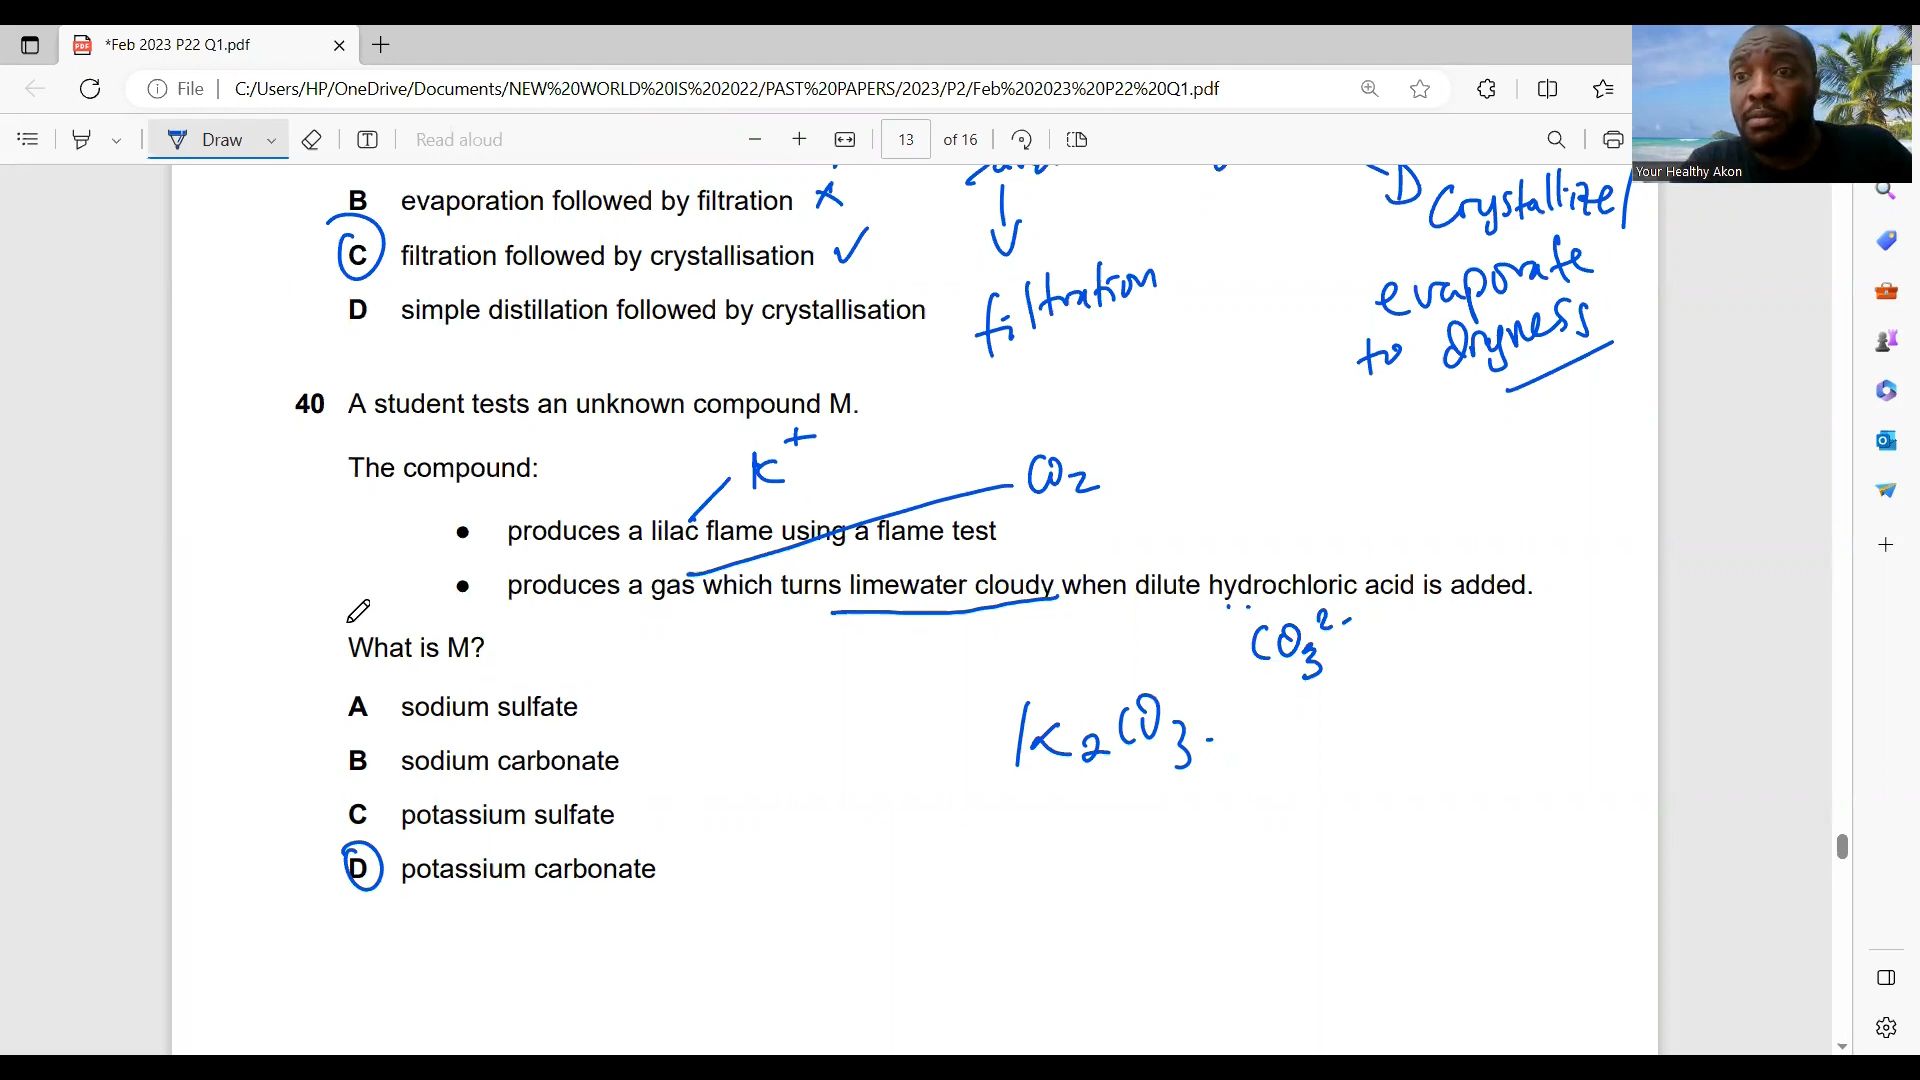 *Feb 2023 P22 Q1.pdf
File C:/Users/HP/OneDrive/Documents/NEW%20WORLD%20IS%202022/PAST%20PAPERS/2023/P2/Feb%202023%20P22%20Q1.pdf
Draw Read aloud 13 of 16
Your Healthy Akon
B evaporation followed by filtration
C filtration followed by crystallisation
D simple distillation followed by crystallisation
filtration
Crystallize/
evaporate
to dryness
40 A student tests an unknown compound M.
The compound:
K+
CO2
• produces a lilac flame using a flame test
• produces a gas which turns limewater cloudy when dilute hydrochloric acid is added.
CO3 2-
What is M?
K2CO3.
A sodium sulfate
B sodium carbonate
C potassium sulfate
D potassium carbonate